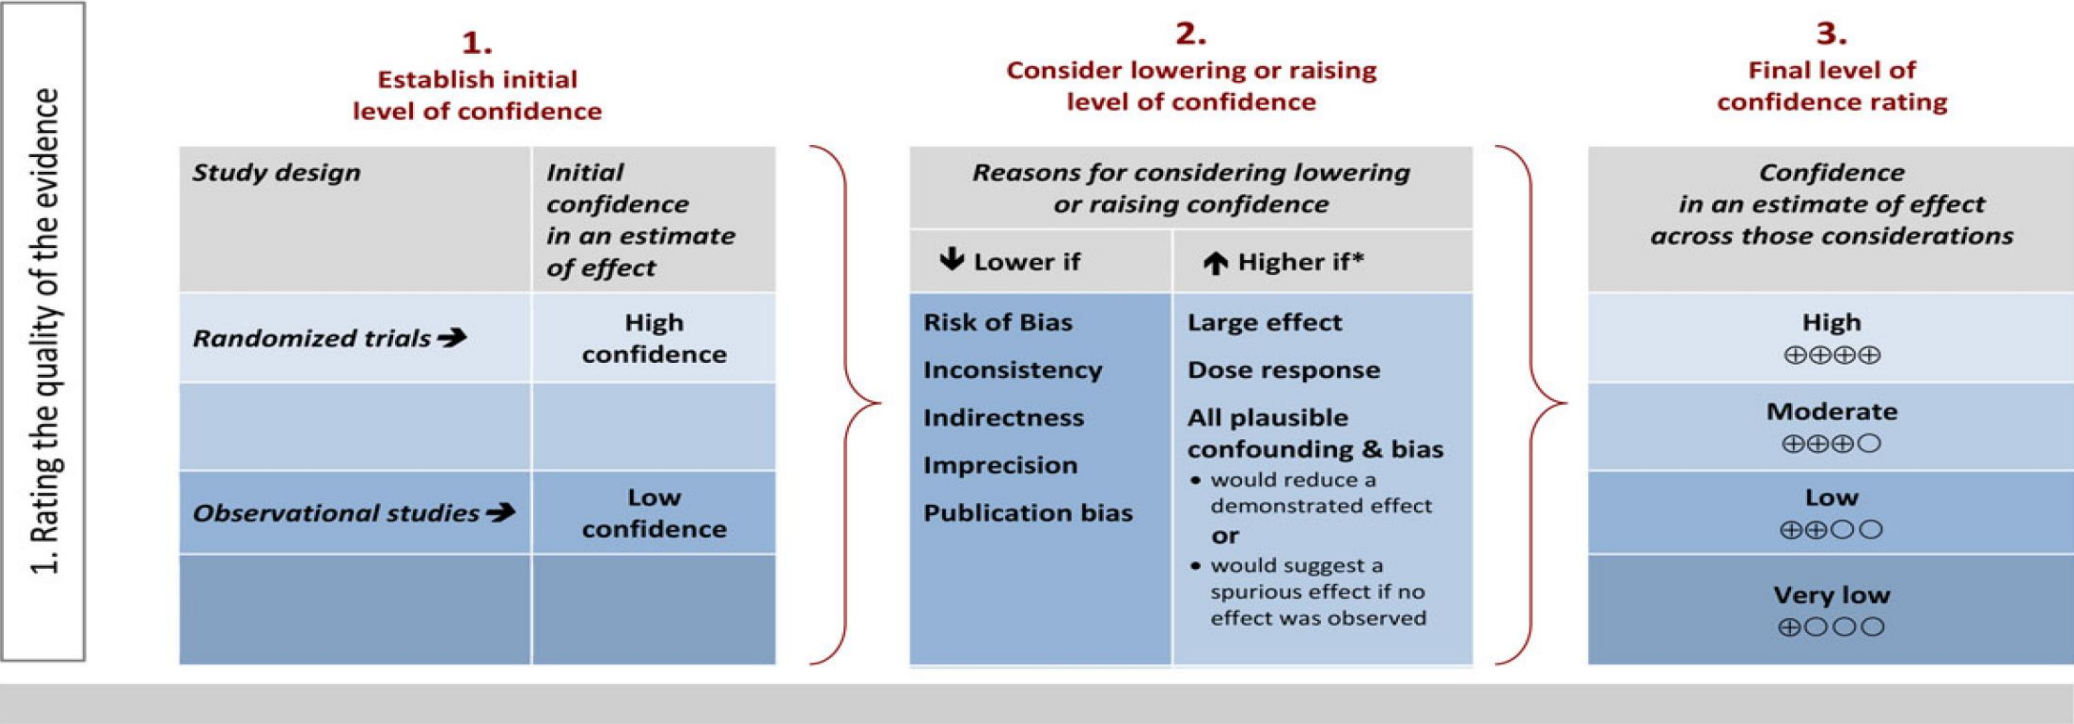 1. Rating the quality of the evidence
1.
Establish initial
level of confidence
Study design
Initial
confidence
in an estimate
of effect
Randomized trials➔
High
confidence
Observational studies➔
Low
confidence
2.
Consider lowering or raising
level of confidence
Reasons for considering lowering
or raising confidence
🡻 Lower if
🡹 Higher if*
Risk of Bias
Inconsistency
Indirectness
Imprecision
Publication bias
Large effect
Dose response
All plausible
confounding & bias
• would reduce a
demonstrated effect
or
• would suggest a
spurious effect if no
effect was observed
3.
Final level of
confidence rating
Confidence
in an estimate of effect
across those considerations
High
⊕⊕⊕⊕
Moderate
⊕⊕⊕○
Low
⊕⊕○○
Very low
⊕○○○